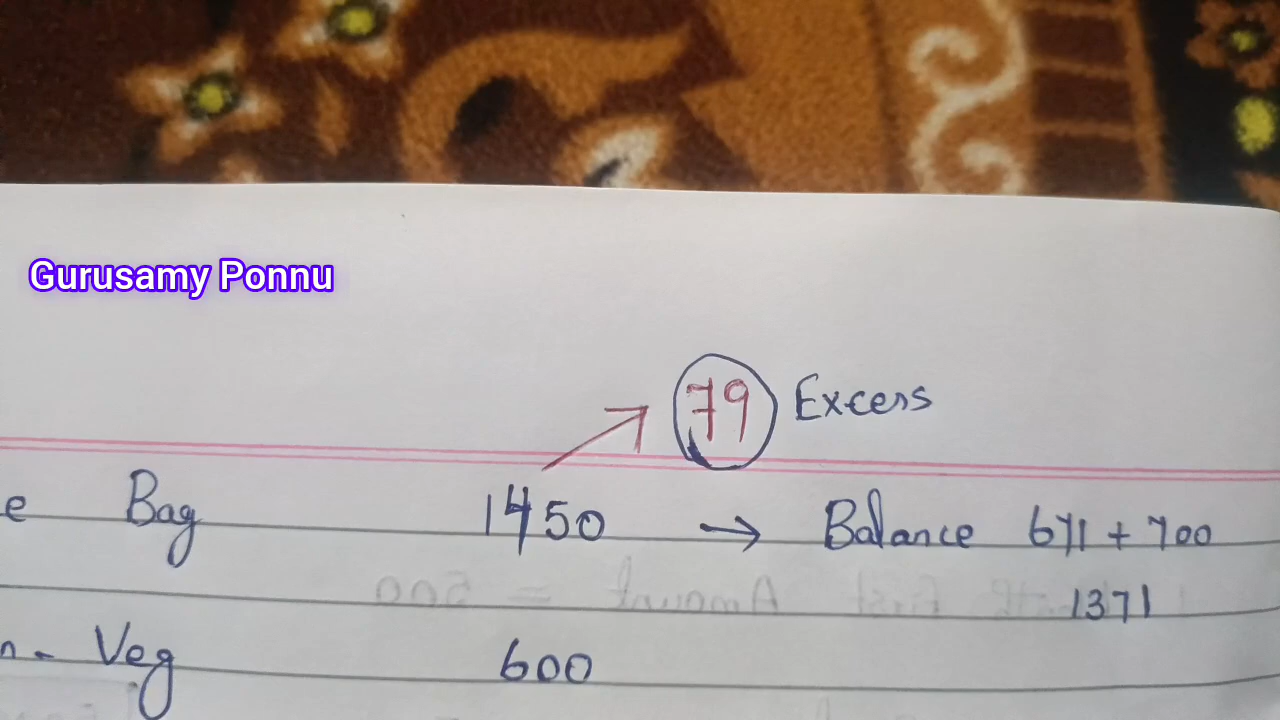 Gurusamy Ponnu
79 Excess
e Bag 1450 → Balance 671 + 700
1371
n - Veg 600